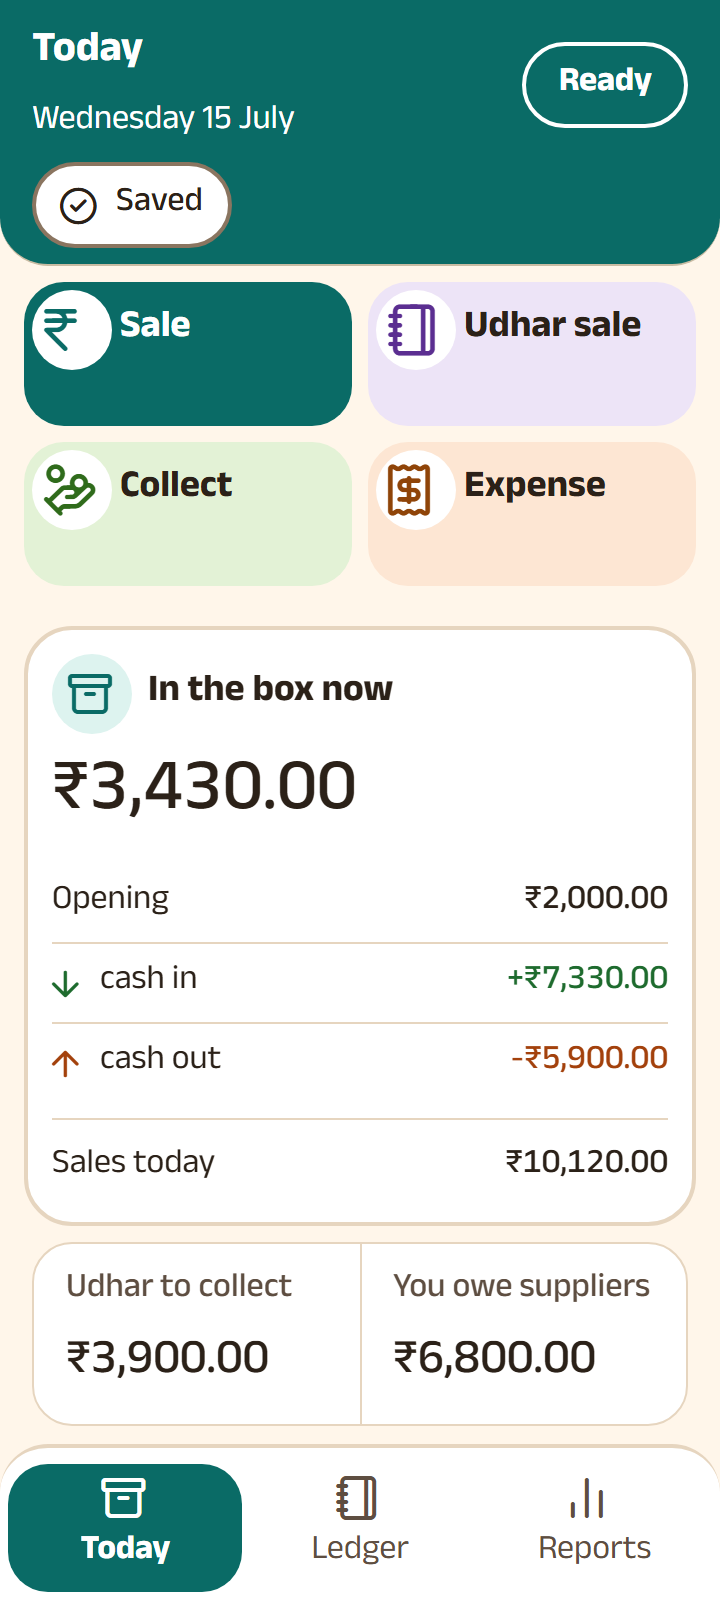 Today
Ready
Wednesday 15 July
Saved
Sale
Udhar sale
Collect
Expense
In the box now
₹3,430.00
Opening ₹2,000.00
cash in +₹7,330.00
cash out -₹5,900.00
Sales today ₹10,120.00
Udhar to collect
₹3,900.00
You owe suppliers
₹6,800.00
Today
Ledger
Reports